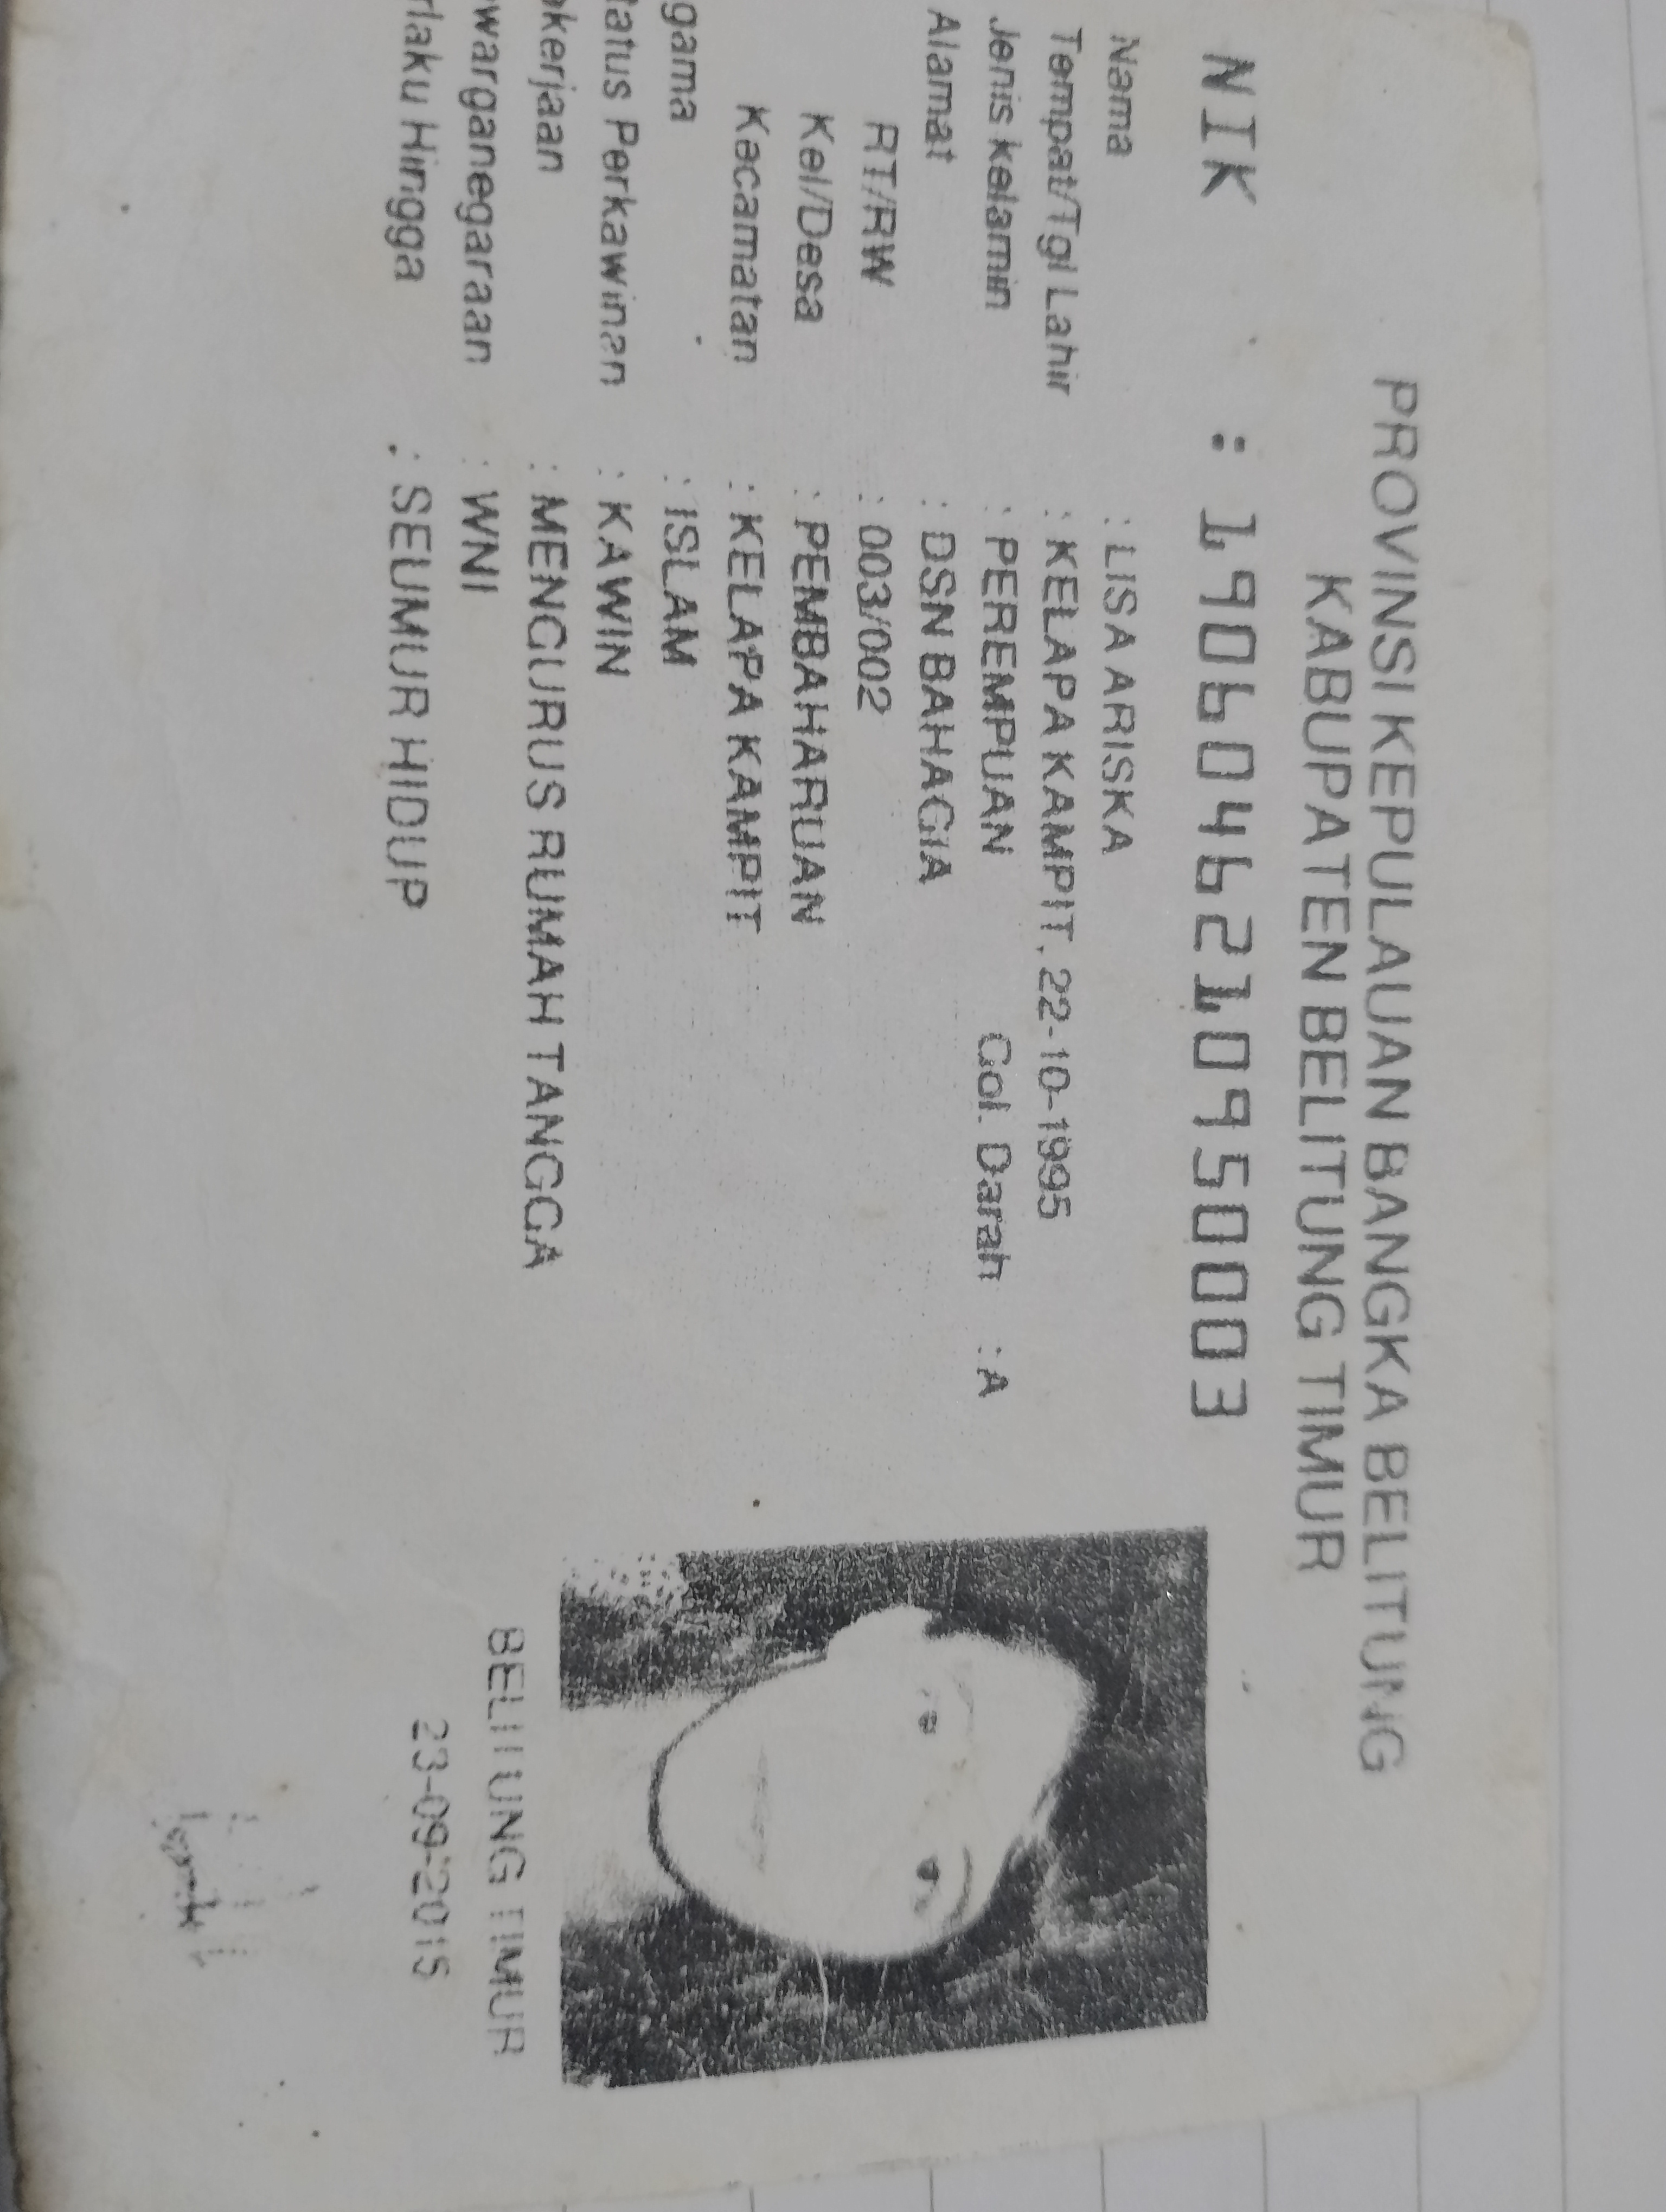 PROVINSI KEPULAUAN BANGKA BELITUNG
KABUPATEN BELITUNG TIMUR
NIK : 1906046210950003
Nama : LISA ARISKA
Tempat/Tgl Lahir : KELAPA KAMPIT, 22-10-1995
Jenis kelamin : PEREMPUAN Gol. Darah : A
Alamat : DSN BAHAGIA
RT/RW : 003/002
Kel/Desa : PEMBAHARUAN
Kecamatan : KELAPA KAMPIT
gama : ISLAM
tatus Perkawinan : KAWIN
kerjaan : MENGURUS RUMAH TANGGA
warganegaraan : WNI
rlaku Hingga : SEUMUR HIDUP
BELITUNG TIMUR
23-09-2015